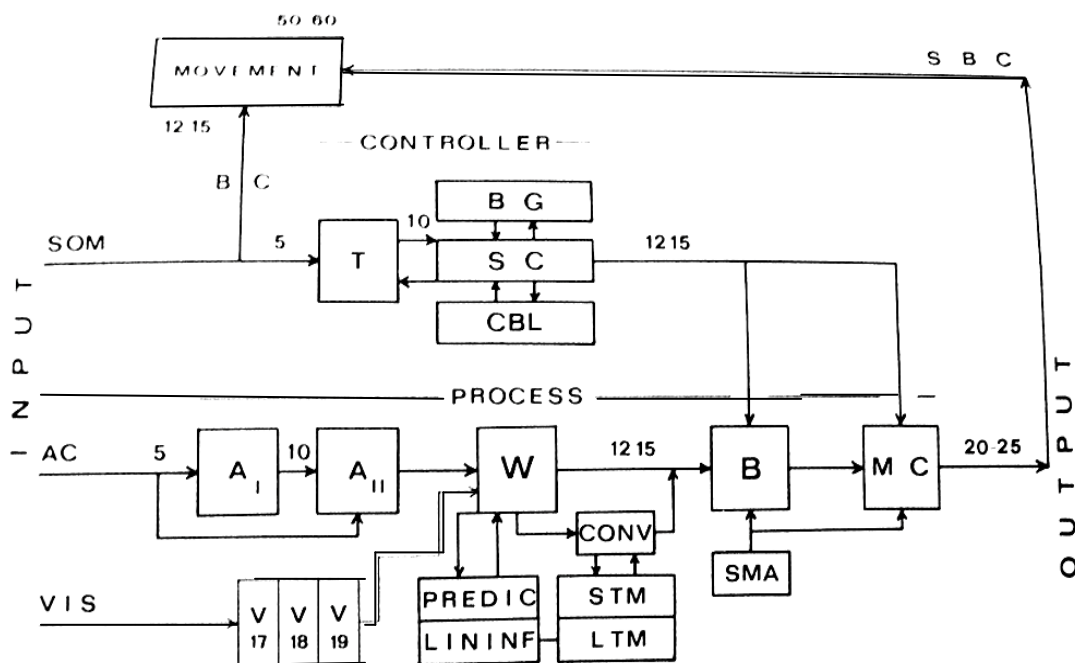 50 60
MOVEMENT
S B C
12 15
CONTROLLER
B C
B G
SOM
5
T
10
S C
12 15
CBL
INPUT
PROCESS
OUTPUT
AC
5
A I
10
A II
W
12 15
B
M C
20-25
CONV
SMA
VIS
V 17
V 18
V 19
PREDIC
STM
LININF
LTM